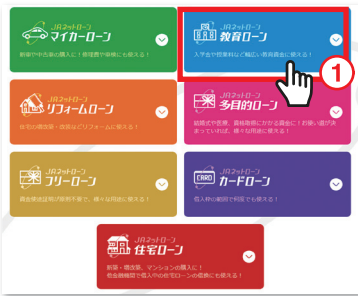 JAネットローン
マイカーローン
新車や中古車の購入に!修理費や車検にも使える!
JAネットローン
教育ローン
入学金や授業料など幅広い教育資金に使える!
1
JAネットローン
リフォームローン
住宅の増改築・改装などリフォームに使える!
JAネットローン
多目的ローン
結婚式や医療、資格取得にかかる資金に!お使い道が決
まっていれば、様々な用途に使える!
JAネットローン
フリーローン
資金使途証明が原則不要で、様々な用途に使える!
CARD
JAネットローン
カードローン
借入枠の範囲で何度でも使える!
JAネットローン
住宅ローン
新築・増改築、マンションの購入に!
他金融機関で借入中の住宅ローンの借換にも使える!